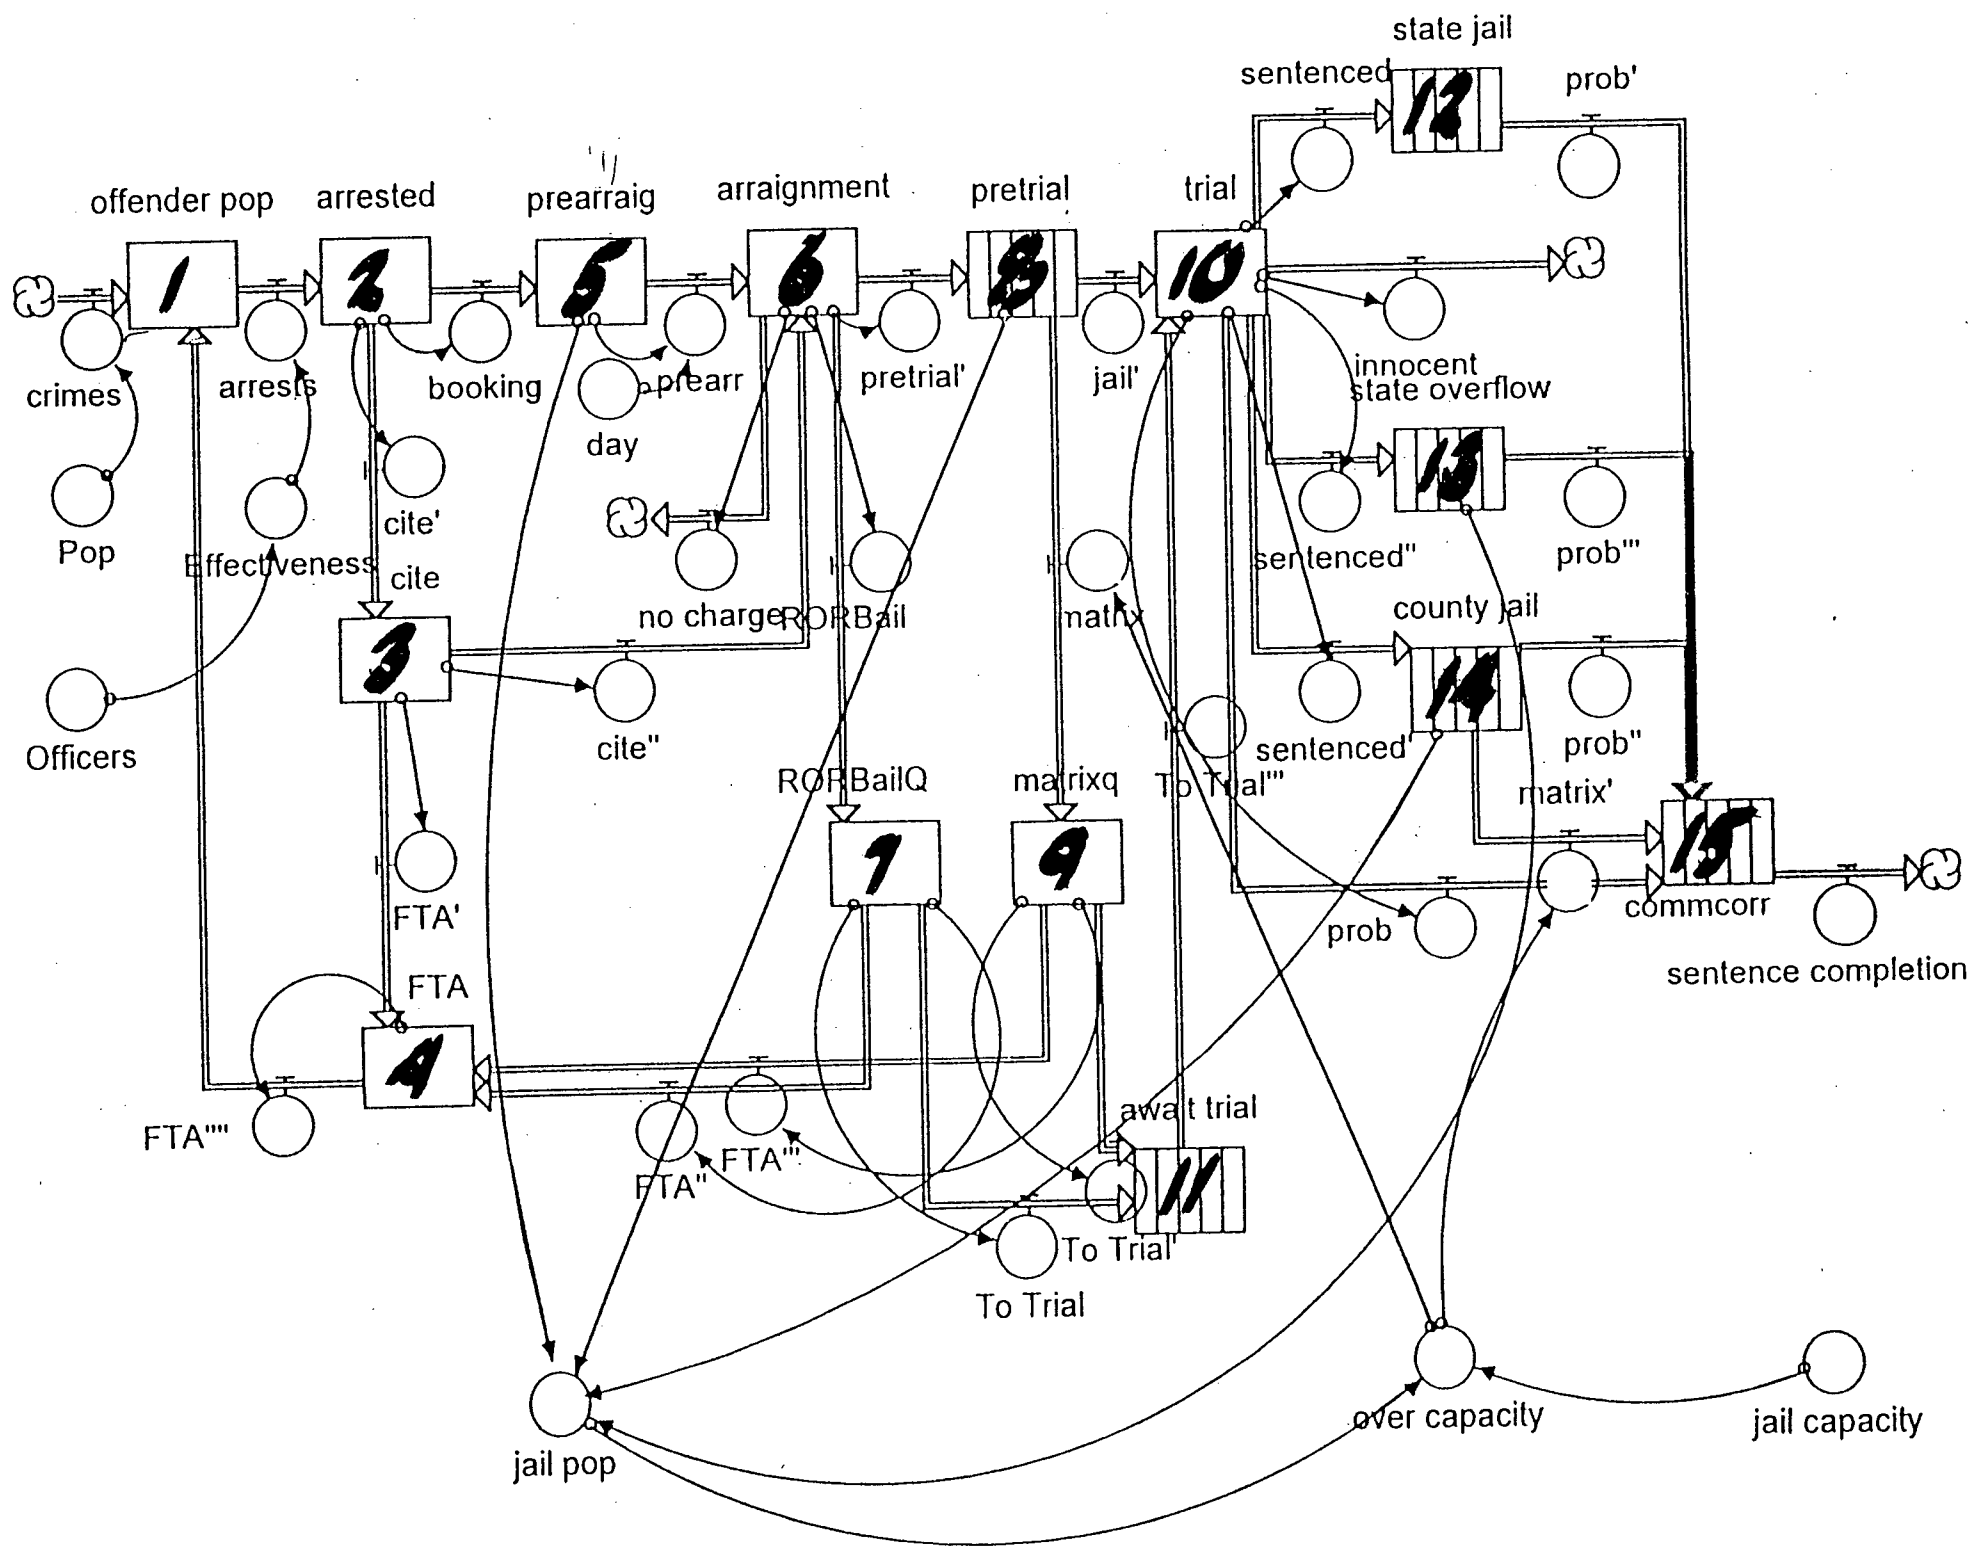 state jail
sentenced
prob'
12
offender pop
arrested
prearraig
arraignment
pretrial
trial
1
2
5
6
8
10
crimes
arrests
booking
prearr
pretrial'
jail'
innocent
state overflow
day
13
Pop
Effectiveness
cite'
cite
no charge
RORBail
matrix
sentenced"
prob'"
county jail
3
14
Officers
cite"
sentenced'
prob"
RORBailQ
matrixq
To Trial'"
matrix'
7
9
15
FTA'
prob
commcorr
sentence completion
FTA
4
await trial
FTA""
FTA'"
FTA"
11
To Trial'
To Trial
over capacity
jail capacity
jail pop